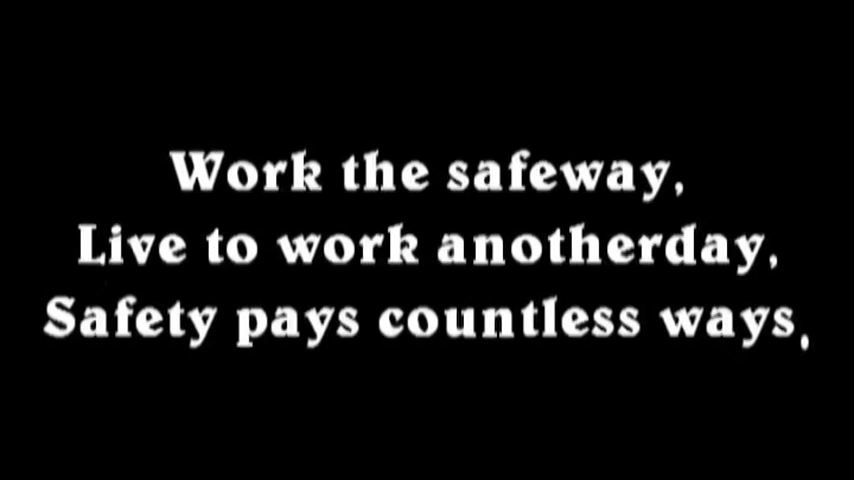 Work the safeway,
Live to work anotherday,
Safety pays countless ways.